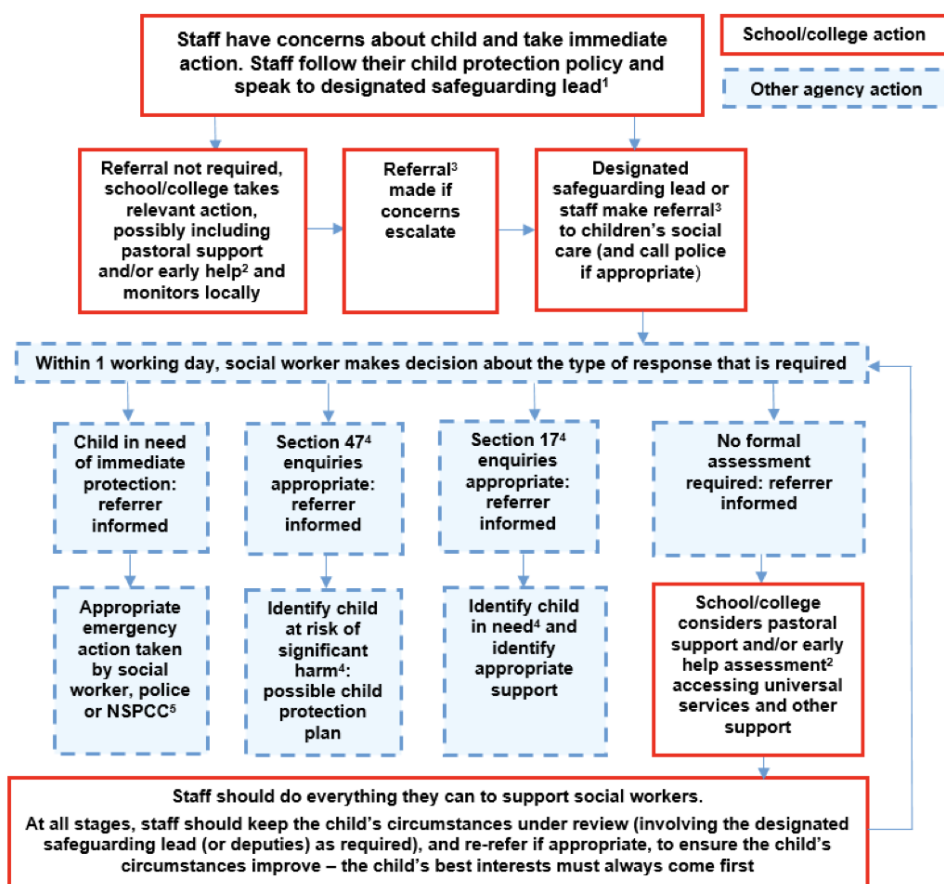 Staff have concerns about child and take immediate
action. Staff follow their child protection policy and
speak to designated safeguarding lead¹
School/college action
Other agency action
Referral not required,
school/college takes
relevant action,
possibly including
pastoral support
and/or early help² and
monitors locally
Referral³
made if
concerns
escalate
Designated
safeguarding lead or
staff make referral³
to children's social
care (and call police
if appropriate)
Within 1 working day, social worker makes decision about the type of response that is required
Child in need
of immediate
protection:
referrer
informed
Section 47⁴
enquiries
appropriate:
referrer
informed
Section 17⁴
enquiries
appropriate:
referrer
informed
No formal
assessment
required: referrer
informed
Appropriate
emergency
action taken
by social
worker, police
or NSPCC⁵
Identify child
at risk of
significant
harm⁴:
possible child
protection
plan
Identify child
in need⁴ and
identify
appropriate
support
School/college
considers pastoral
support and/or early
help assessment²
accessing universal
services and other
support
Staff should do everything they can to support social workers.
At all stages, staff should keep the child's circumstances under review (involving the designated
safeguarding lead (or deputies) as required), and re-refer if appropriate, to ensure the child's
circumstances improve – the child's best interests must always come first